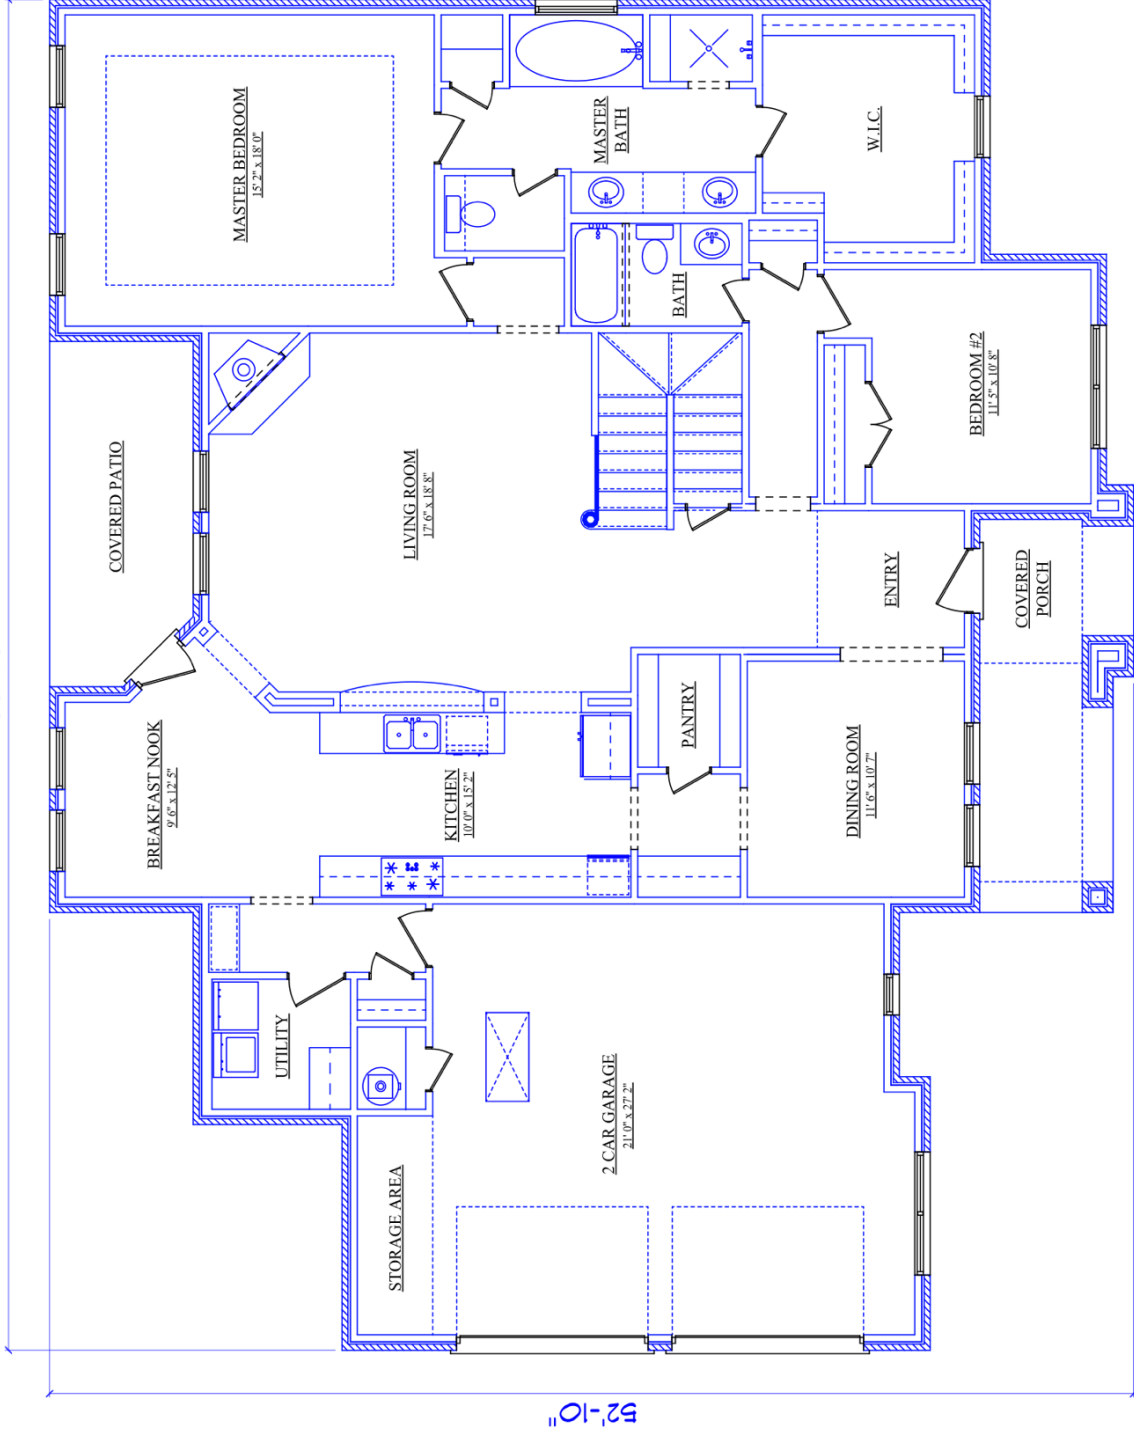 MASTER BEDROOM
15' 2" x 18' 0"
MASTER
BATH
W.I.C.
COVERED PATIO
LIVING ROOM
17' 6" x 18' 8"
BATH
BEDROOM #2
11' 5" x 10' 8"
ENTRY
COVERED
PORCH
BREAKFAST NOOK
9' 6" x 12' 5"
KITCHEN
10' 0" x 15' 2"
PANTRY
DINING ROOM
11' 6" x 10' 7"
UTILITY
STORAGE AREA
2 CAR GARAGE
21' 0" x 27' 2"
52'-10"